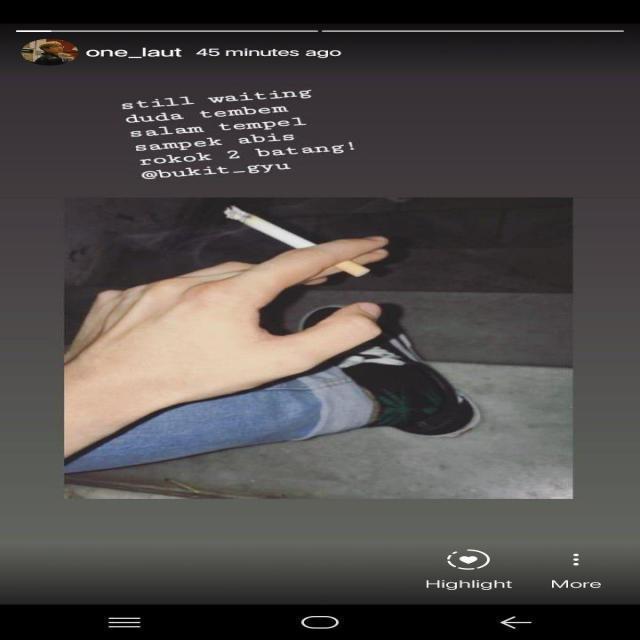 one_laut 45 minutes ago
still waiting
duda tembem
salam tempel
sampek abis
rokok 2 batang!
@bukit_gyu
Highlight More